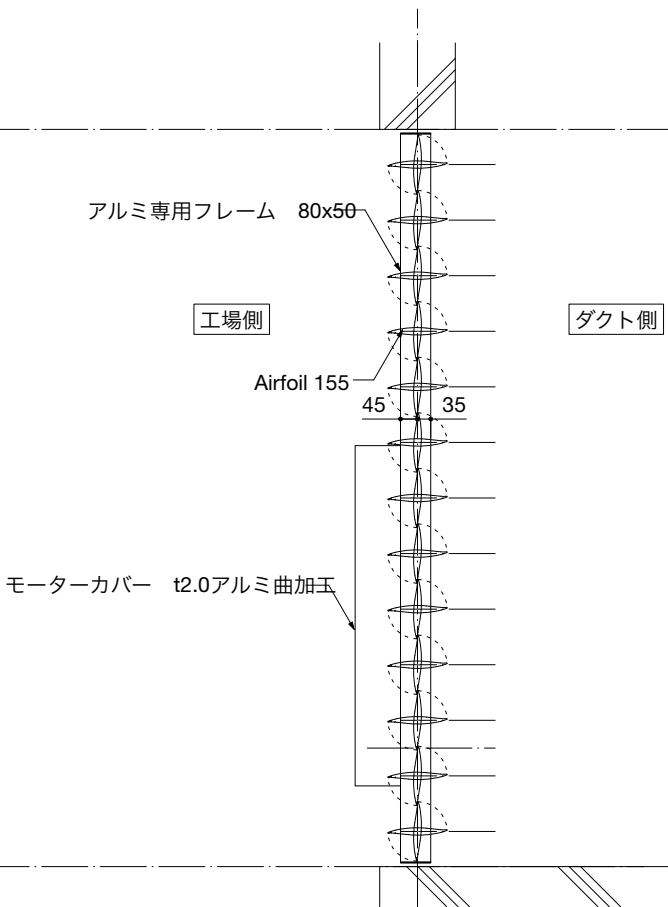 アルミ専用フレーム　80x50
工場側
ダクト側
Airfoil 155
45
35
モーターカバー　t2.0アルミ曲加工